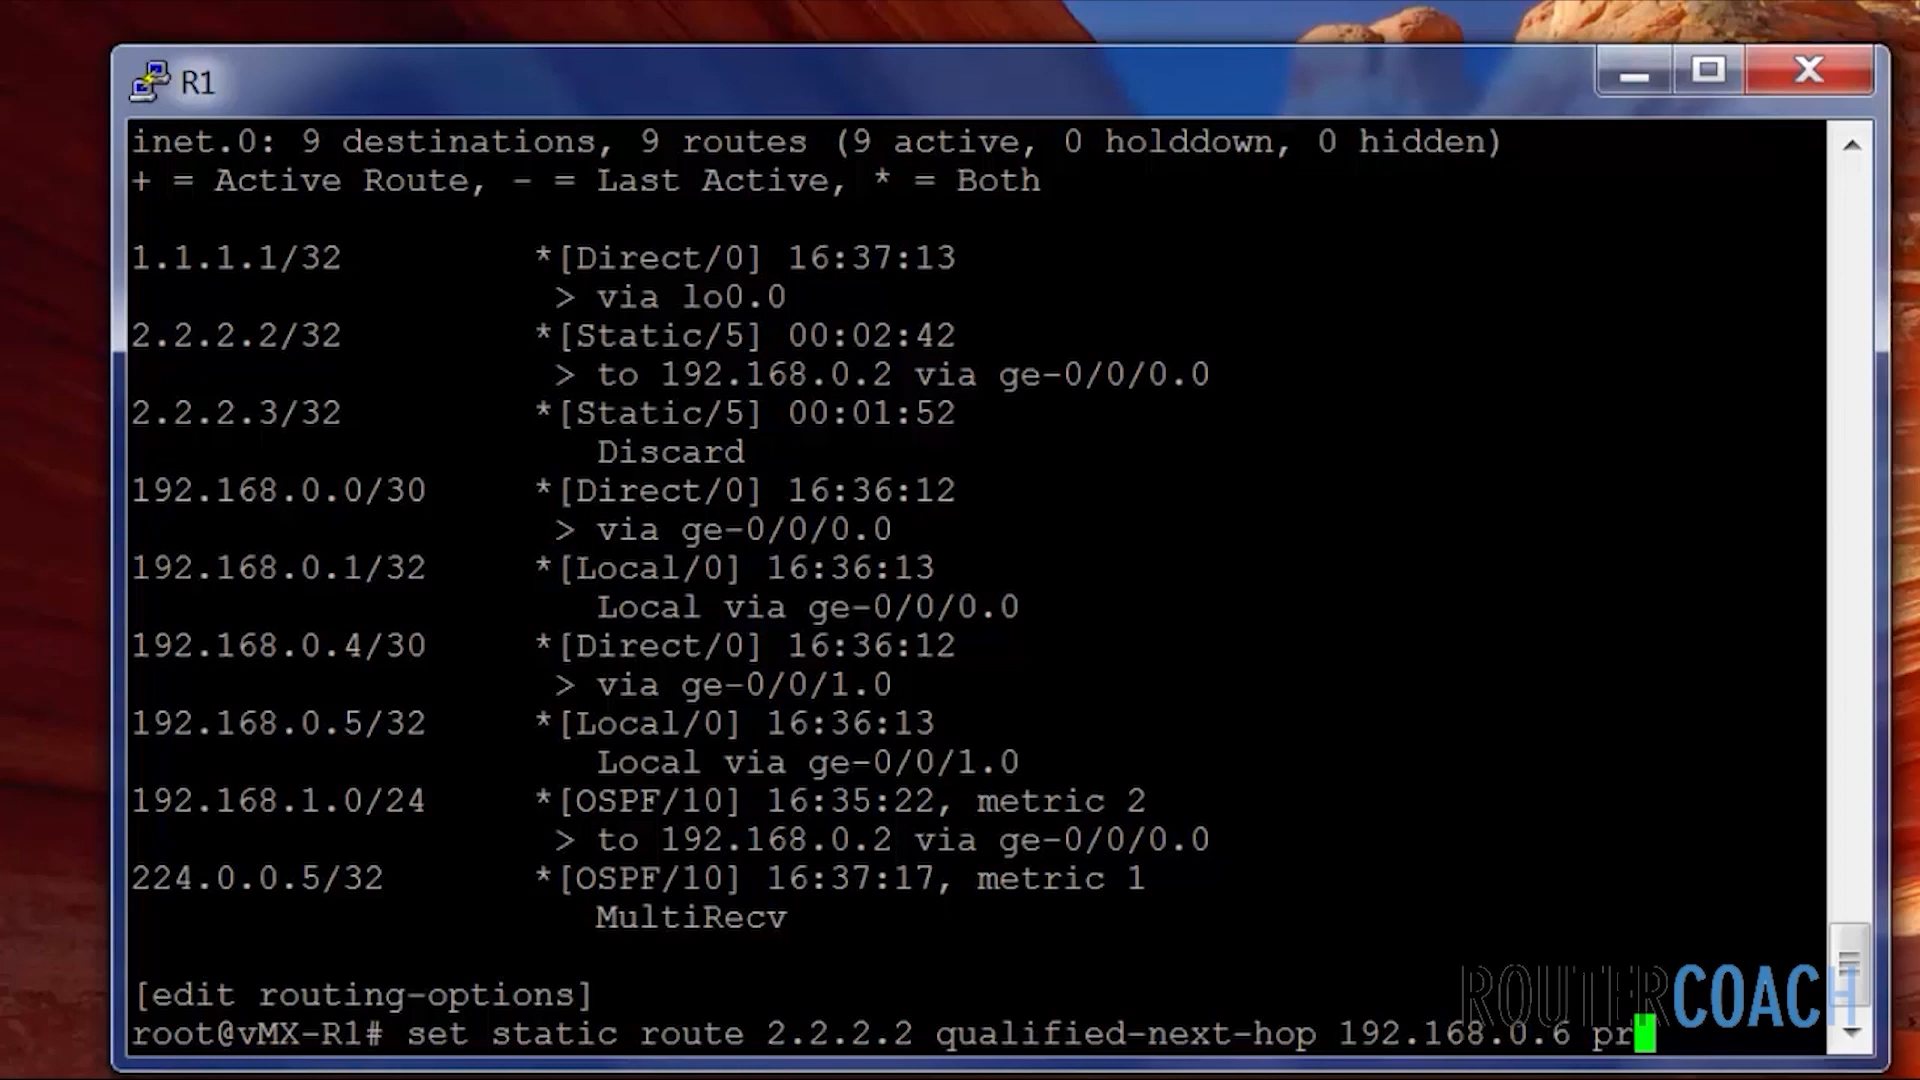 R1
inet.0: 9 destinations, 9 routes (9 active, 0 holddown, 0 hidden)
+ = Active Route, - = Last Active, * = Both
1.1.1.1/32 *[Direct/0] 16:37:13
> via lo0.0
2.2.2.2/32 *[Static/5] 00:02:42
> to 192.168.0.2 via ge-0/0/0.0
2.2.2.3/32 *[Static/5] 00:01:52
Discard
192.168.0.0/30 *[Direct/0] 16:36:12
> via ge-0/0/0.0
192.168.0.1/32 *[Local/0] 16:36:13
Local via ge-0/0/0.0
192.168.0.4/30 *[Direct/0] 16:36:12
> via ge-0/0/1.0
192.168.0.5/32 *[Local/0] 16:36:13
Local via ge-0/0/1.0
192.168.1.0/24 *[OSPF/10] 16:35:22, metric 2
> to 192.168.0.2 via ge-0/0/0.0
224.0.0.5/32 *[OSPF/10] 16:37:17, metric 1
MultiRecv
[edit routing-options]
root@vMX-R1# set static route 2.2.2.2 qualified-next-hop 192.168.0.6 pr
ROUTERCOACH